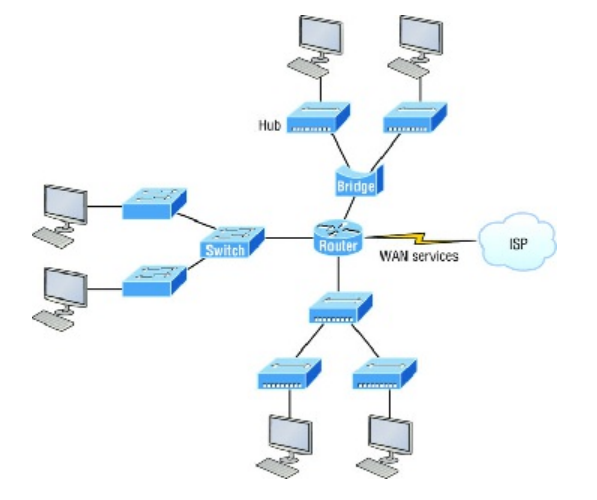 Hub
Bridge
Switch
Router
WAN services
ISP